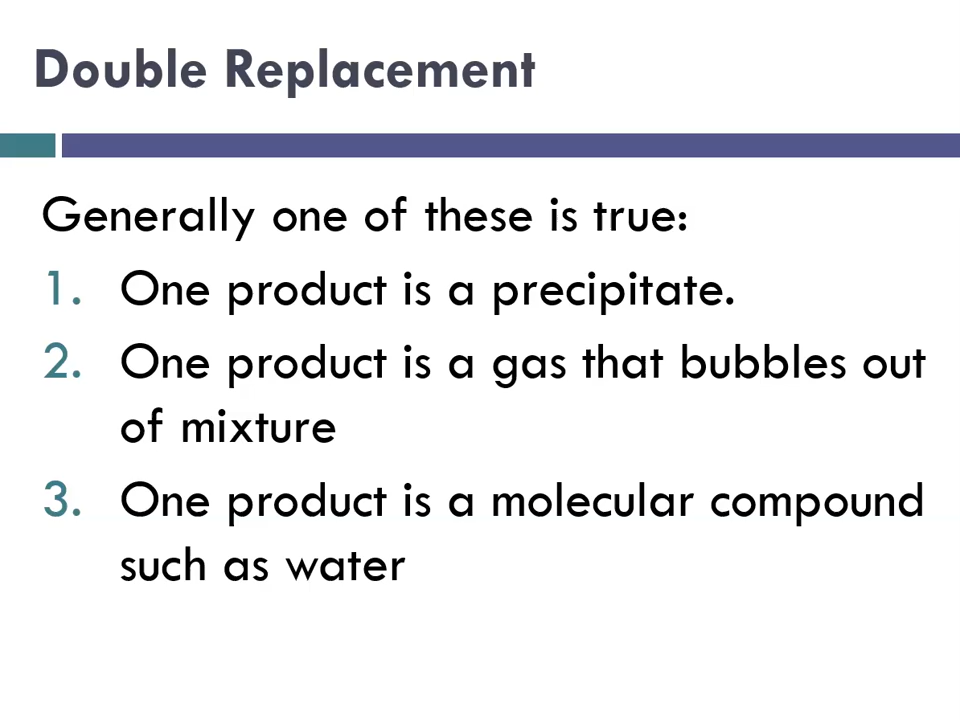 Double Replacement
Generally one of these is true:
1. One product is a precipitate.
2. One product is a gas that bubbles out
of mixture
3. One product is a molecular compound
such as water